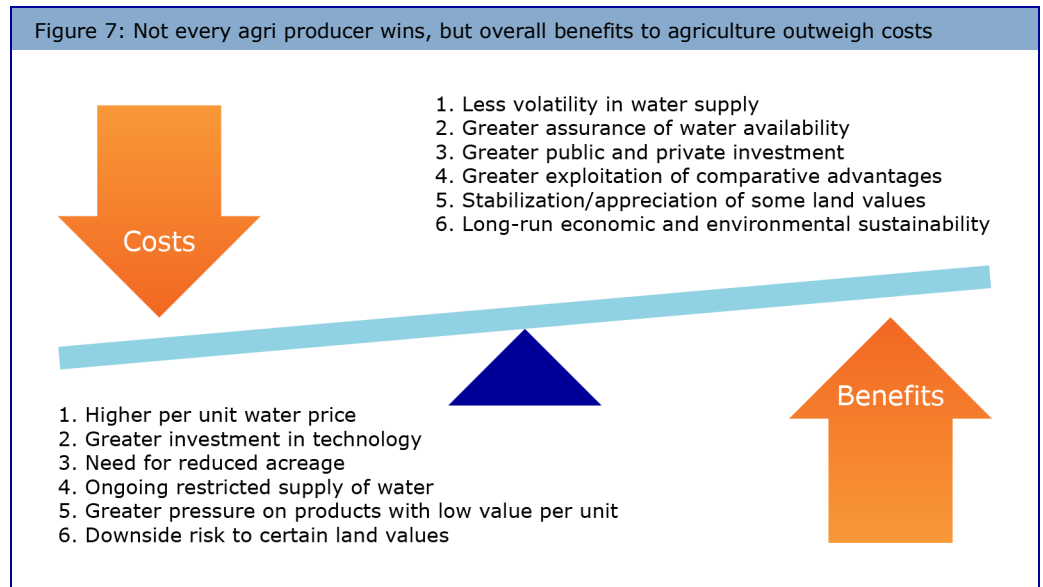 Figure 7: Not every agri producer wins, but overall benefits to agriculture outweigh costs
Costs
1. Less volatility in water supply
2. Greater assurance of water availability
3. Greater public and private investment
4. Greater exploitation of comparative advantages
5. Stabilization/appreciation of some land values
6. Long-run economic and environmental sustainability
1. Higher per unit water price
2. Greater investment in technology
3. Need for reduced acreage
4. Ongoing restricted supply of water
5. Greater pressure on products with low value per unit
6. Downside risk to certain land values
Benefits